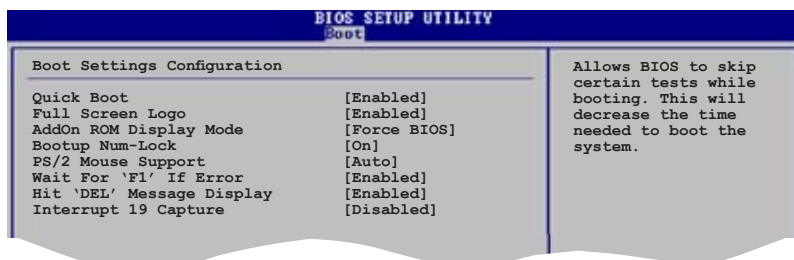 BIOS SETUP UTILITY
Boot
Boot Settings Configuration
Quick Boot [Enabled]
Full Screen Logo [Enabled]
AddOn ROM Display Mode [Force BIOS]
Bootup Num-Lock [On]
PS/2 Mouse Support [Auto]
Wait For ‘F1’ If Error [Enabled]
Hit ‘DEL’ Message Display [Enabled]
Interrupt 19 Capture [Disabled]
Allows BIOS to skip
certain tests while
booting. This will
decrease the time
needed to boot the
system.